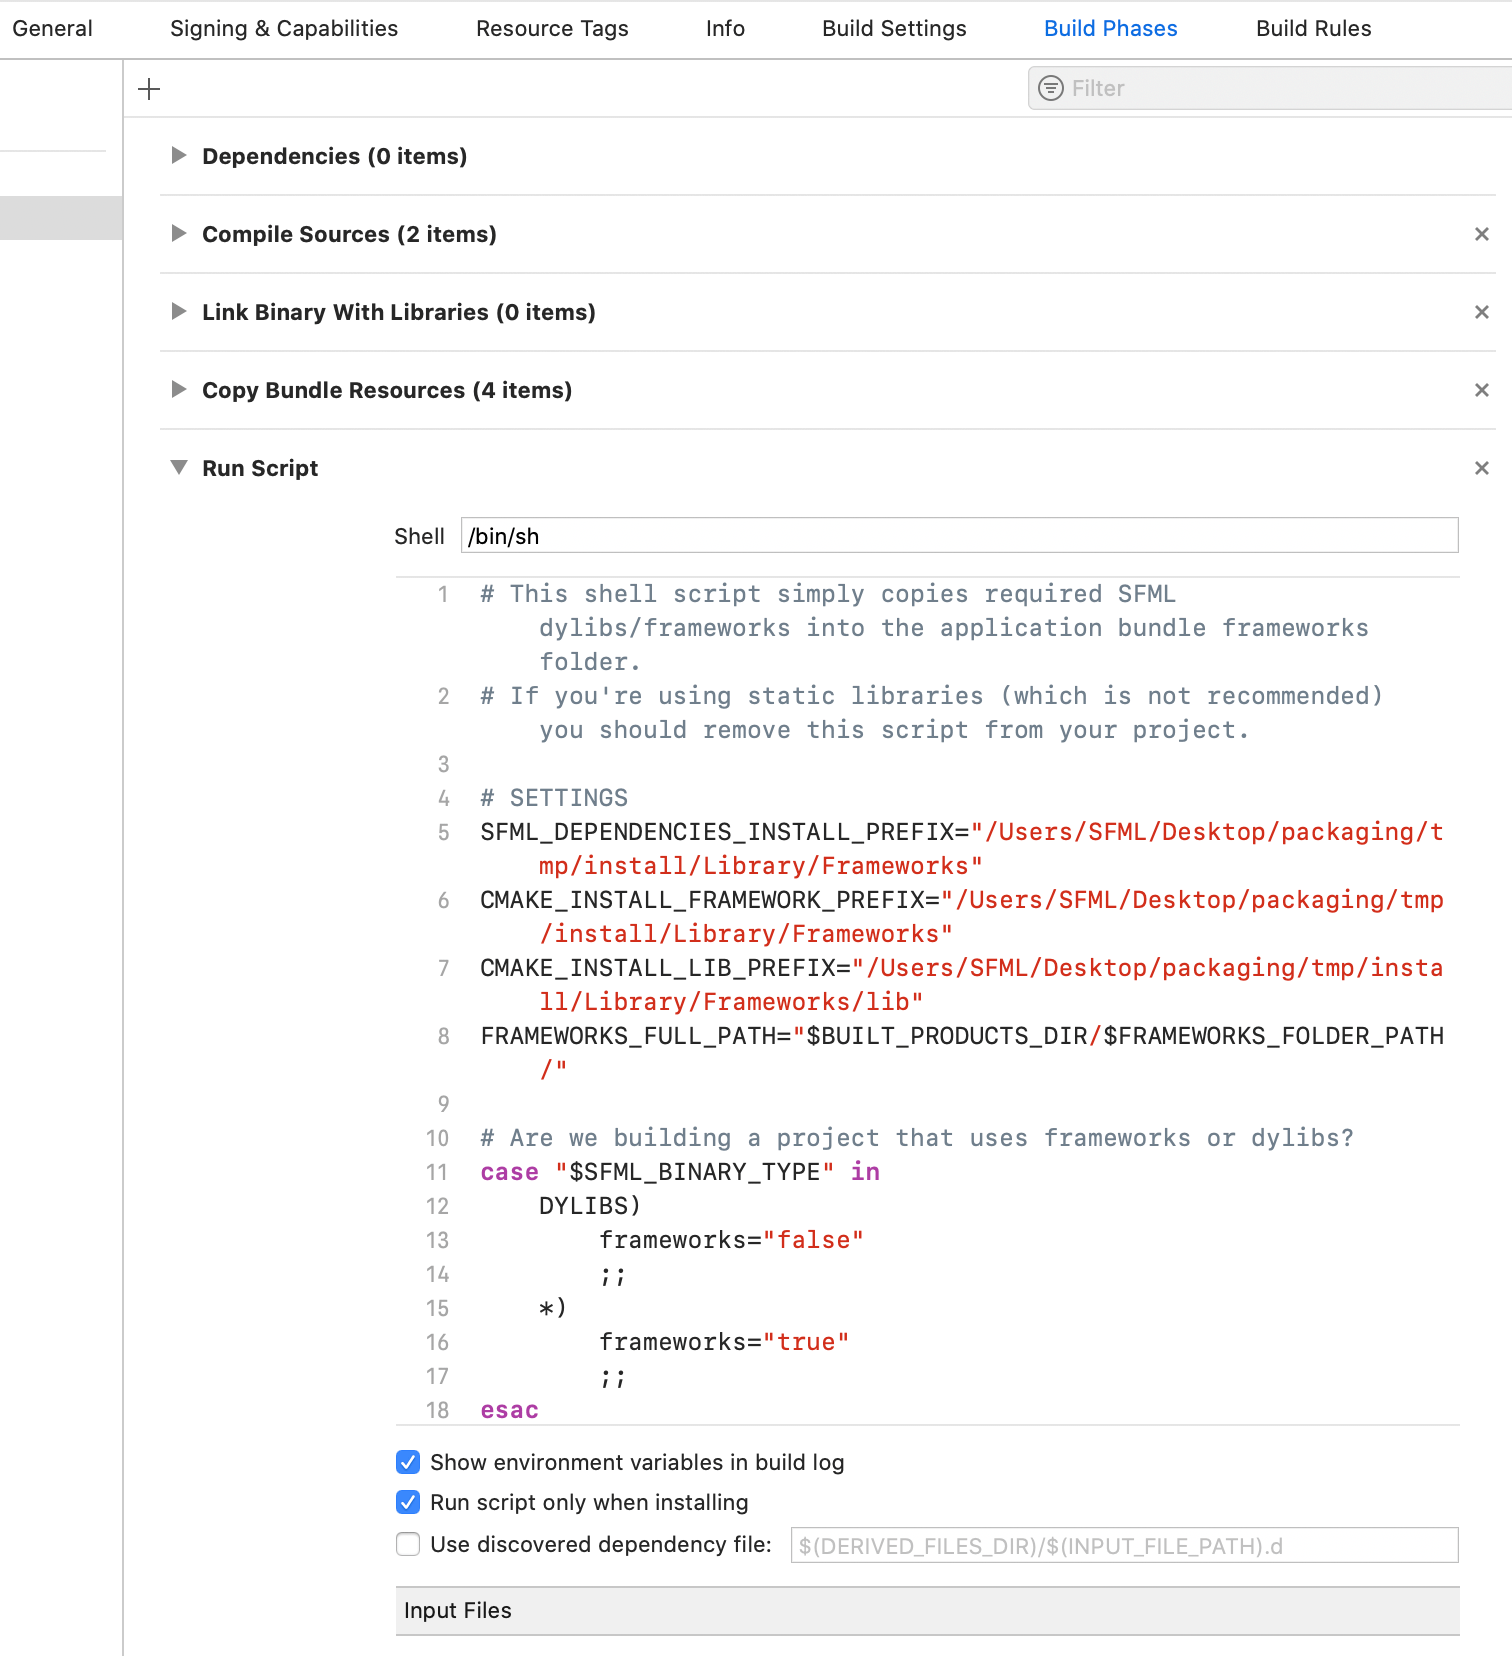 General Signing & Capabilities Resource Tags Info Build Settings Build Phases Build Rules
Filter
Dependencies (0 items)
Compile Sources (2 items)
Link Binary With Libraries (0 items)
Copy Bundle Resources (4 items)
Run Script
Shell /bin/sh
1 # This shell script simply copies required SFML
dylibs/frameworks into the application bundle frameworks
folder.
2 # If you're using static libraries (which is not recommended)
you should remove this script from your project.
3
4 # SETTINGS
5 SFML_DEPENDENCIES_INSTALL_PREFIX="/Users/SFML/Desktop/packaging/t
mp/install/Library/Frameworks"
6 CMAKE_INSTALL_FRAMEWORK_PREFIX="/Users/SFML/Desktop/packaging/tmp
/install/Library/Frameworks"
7 CMAKE_INSTALL_LIB_PREFIX="/Users/SFML/Desktop/packaging/tmp/insta
ll/Library/Frameworks/lib"
8 FRAMEWORKS_FULL_PATH="$BUILT_PRODUCTS_DIR/$FRAMEWORKS_FOLDER_PATH
/"
9
10 # Are we building a project that uses frameworks or dylibs?
11 case "$SFML_BINARY_TYPE" in
12 DYLIBS)
13 frameworks="false"
14 ;;
15 *)
16 frameworks="true"
17 ;;
18 esac
Show environment variables in build log
Run script only when installing
Use discovered dependency file: $(DERIVED_FILES_DIR)/$(INPUT_FILE_PATH).d
Input Files